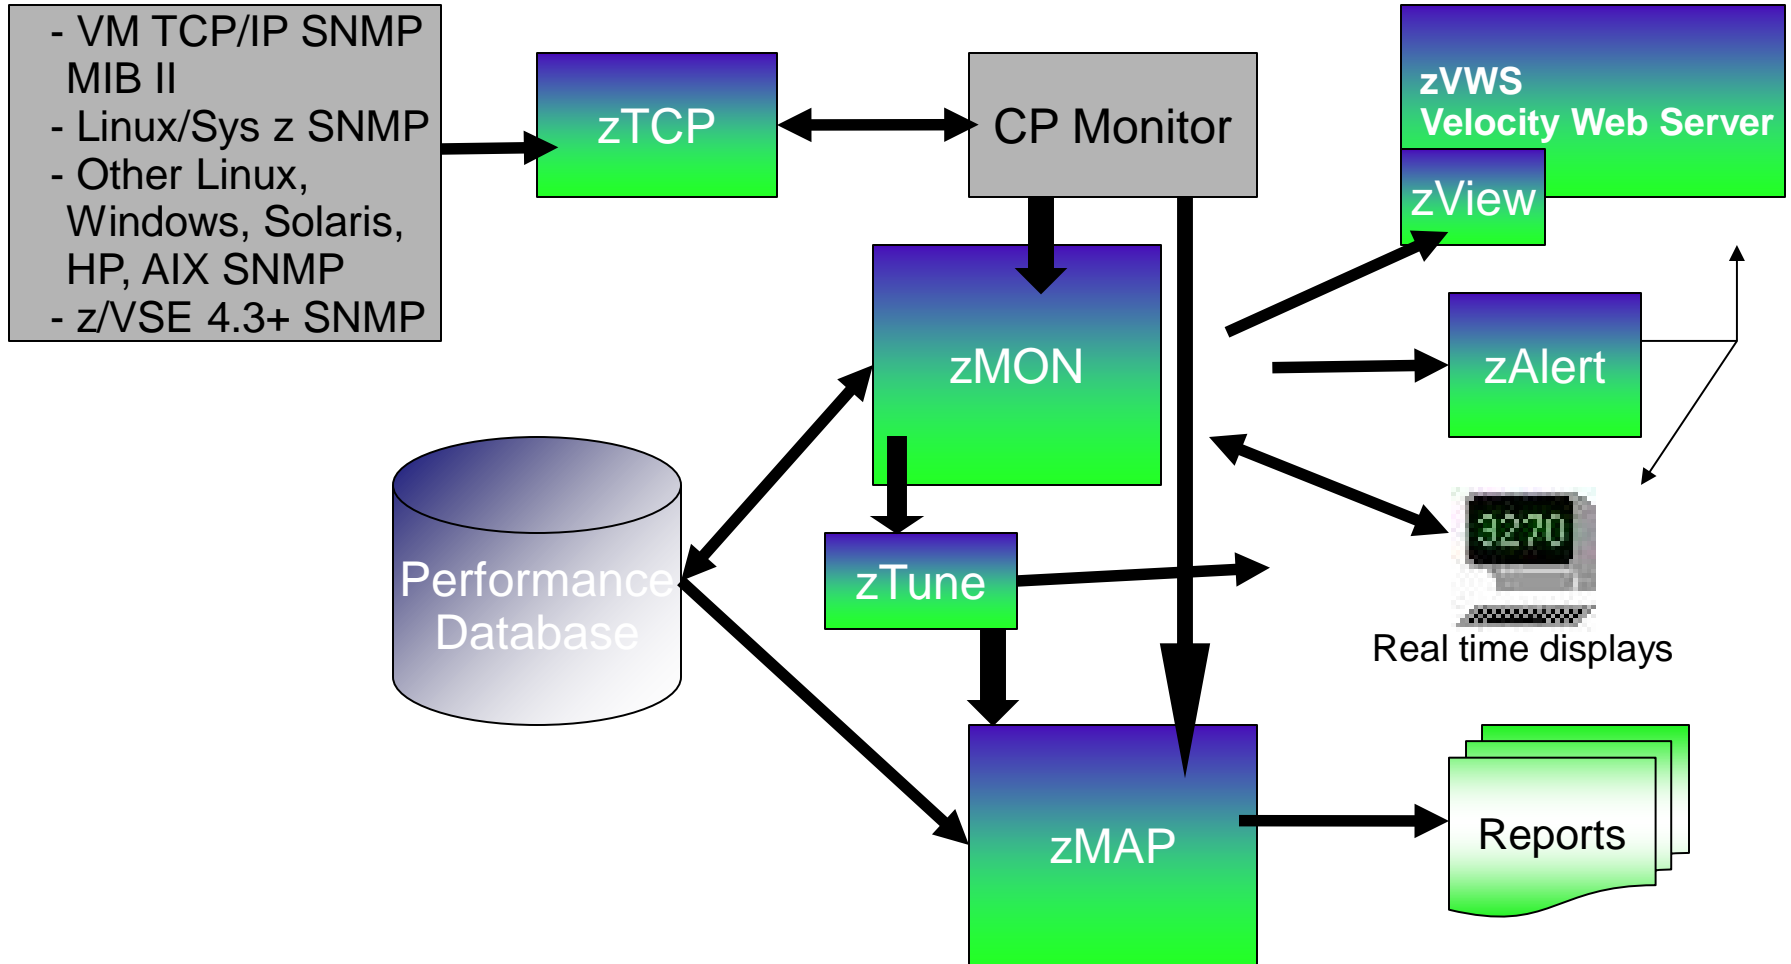 - VM TCP/IP SNMP
MIB II
- Linux/Sys z SNMP
- Other Linux,
Windows, Solaris,
HP, AIX SNMP
- z/VSE 4.3+ SNMP
zTCP
CP Monitor
zVWS
Velocity Web Server
zView
zMON
zAlert
3270
Real time displays
Performance
Database
zTune
zMAP
Reports